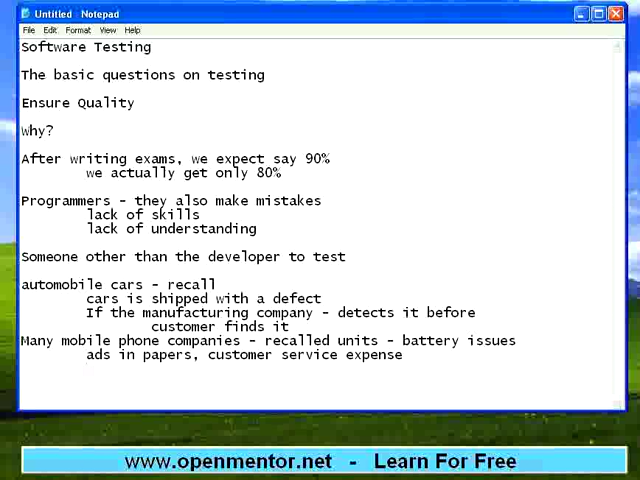 Untitled - Notepad
File Edit Format View Help
Software Testing
The basic questions on testing
Ensure Quality
Why?
After writing exams, we expect say 90%
we actually get only 80%
Programmers - they also make mistakes
lack of skills
lack of understanding
Someone other than the developer to test
automobile cars - recall
cars is shipped with a defect
If the manufacturing company - detects it before
customer finds it
Many mobile phone companies - recalled units - battery issues
ads in papers, customer service expense
www.openmentor.net - Learn For Free